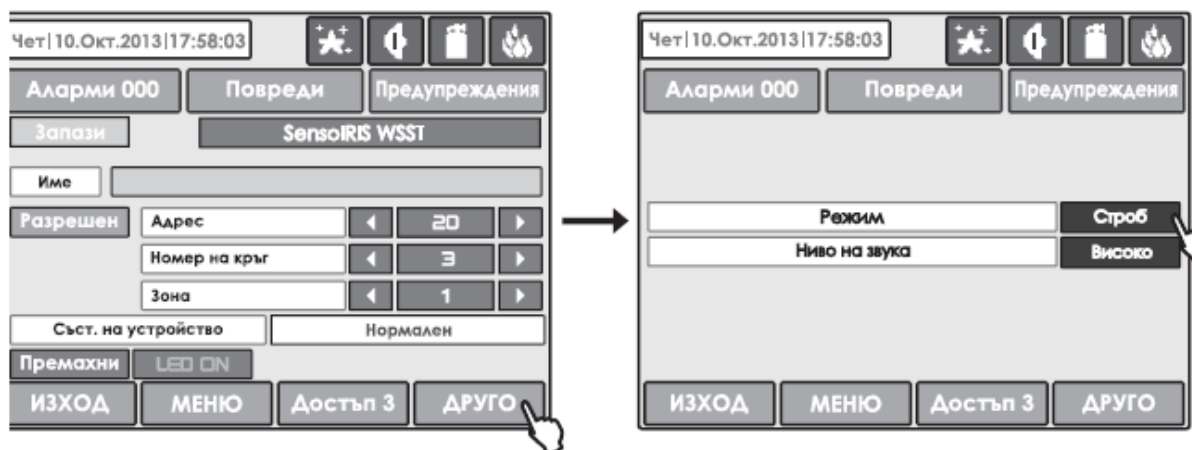 Чет|10.Окт.2013|17:58:03
Аларми 000 Повреди Предупреждения
Запази SensoIRIS WSST
Име
Разрешен Адрес 20
Номер на кръг 3
Зона 1
Съст. на устройство Нормален
Премахни LED ON
ИЗХОД МЕНЮ Достъп 3 ДРУГО
Чет|10.Окт.2013|17:58:03
Аларми 000 Повреди Предупреждения
Режим Строб
Ниво на звука Високо
ИЗХОД МЕНЮ Достъп 3 ДРУГО